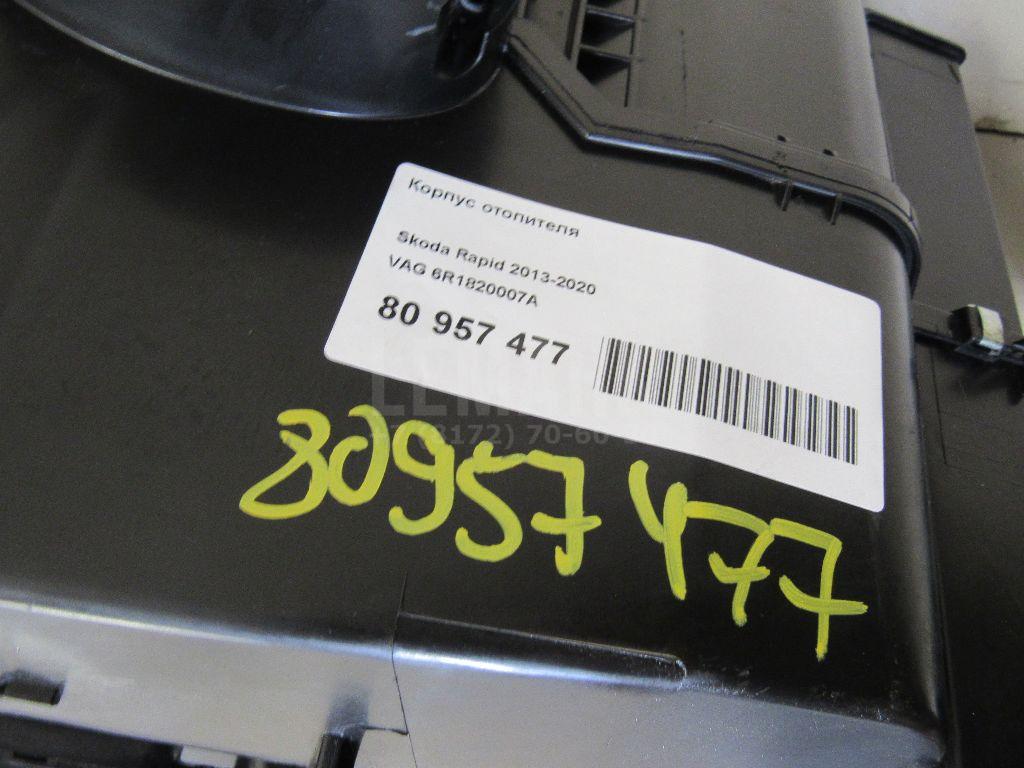 Корпус отопителя
Skoda Rapid 2013-2020
VAG 6R1820007A
80 957 477
80957477